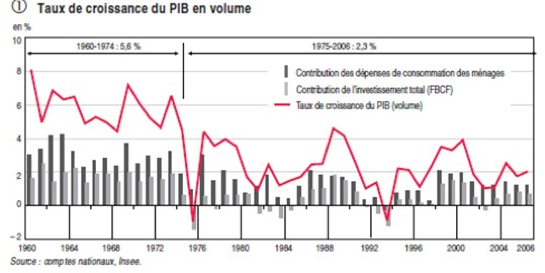 ① Taux de croissance du PIB en volume
en %
10
1960-1974 : 5,6 %
1975-2006 : 2,3 %
8
Contribution des dépenses de consommation des ménages
Contribution de l'investissement total (FBCF)
Taux de croissance du PIB (volume)
6
4
2
0
−2
1960 1964 1968 1972 1976 1980 1984 1988 1992 1996 2000 2004 2006
Source : comptes nationaux, Insee.